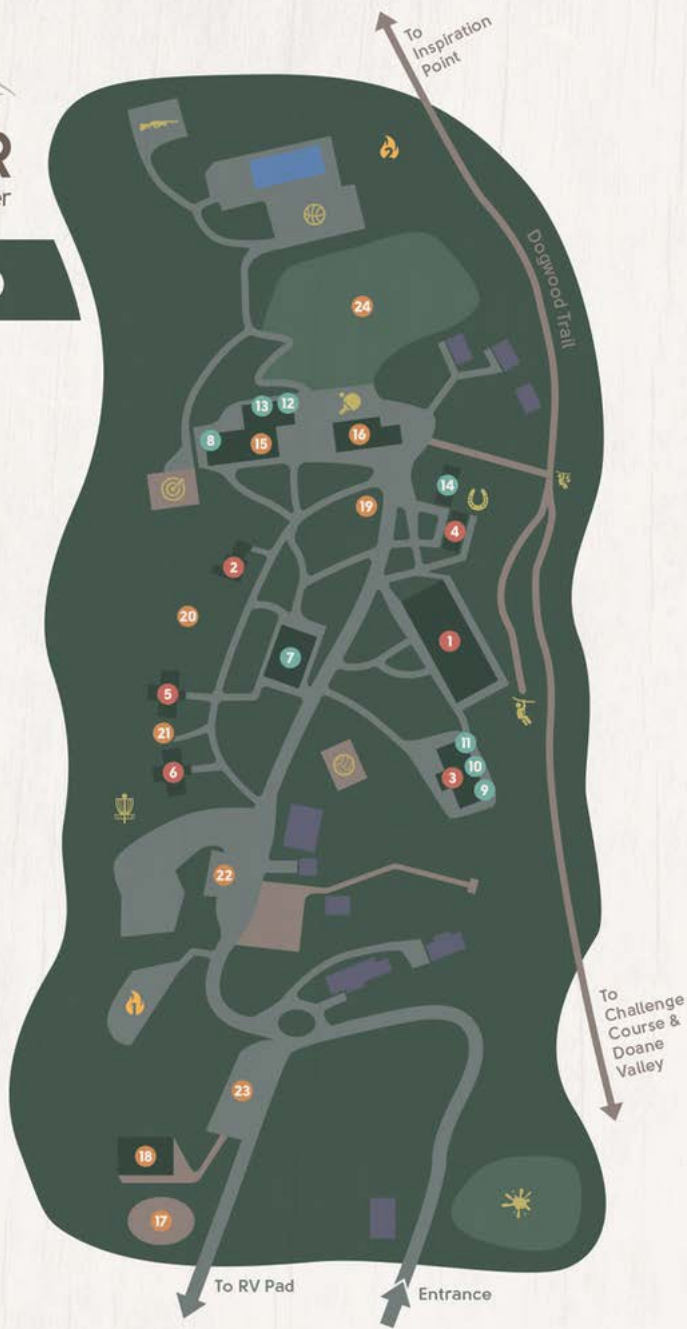 To
Inspiration
Point
R
er
2
Dogwood Trail
24
13
12
8
15
16
14
19
4
2
20
1
7
5
21
11
6
10
3
9
22
1
To
Challenge
Course &
Doane
Valley
23
18
17
To RV Pad
Entrance